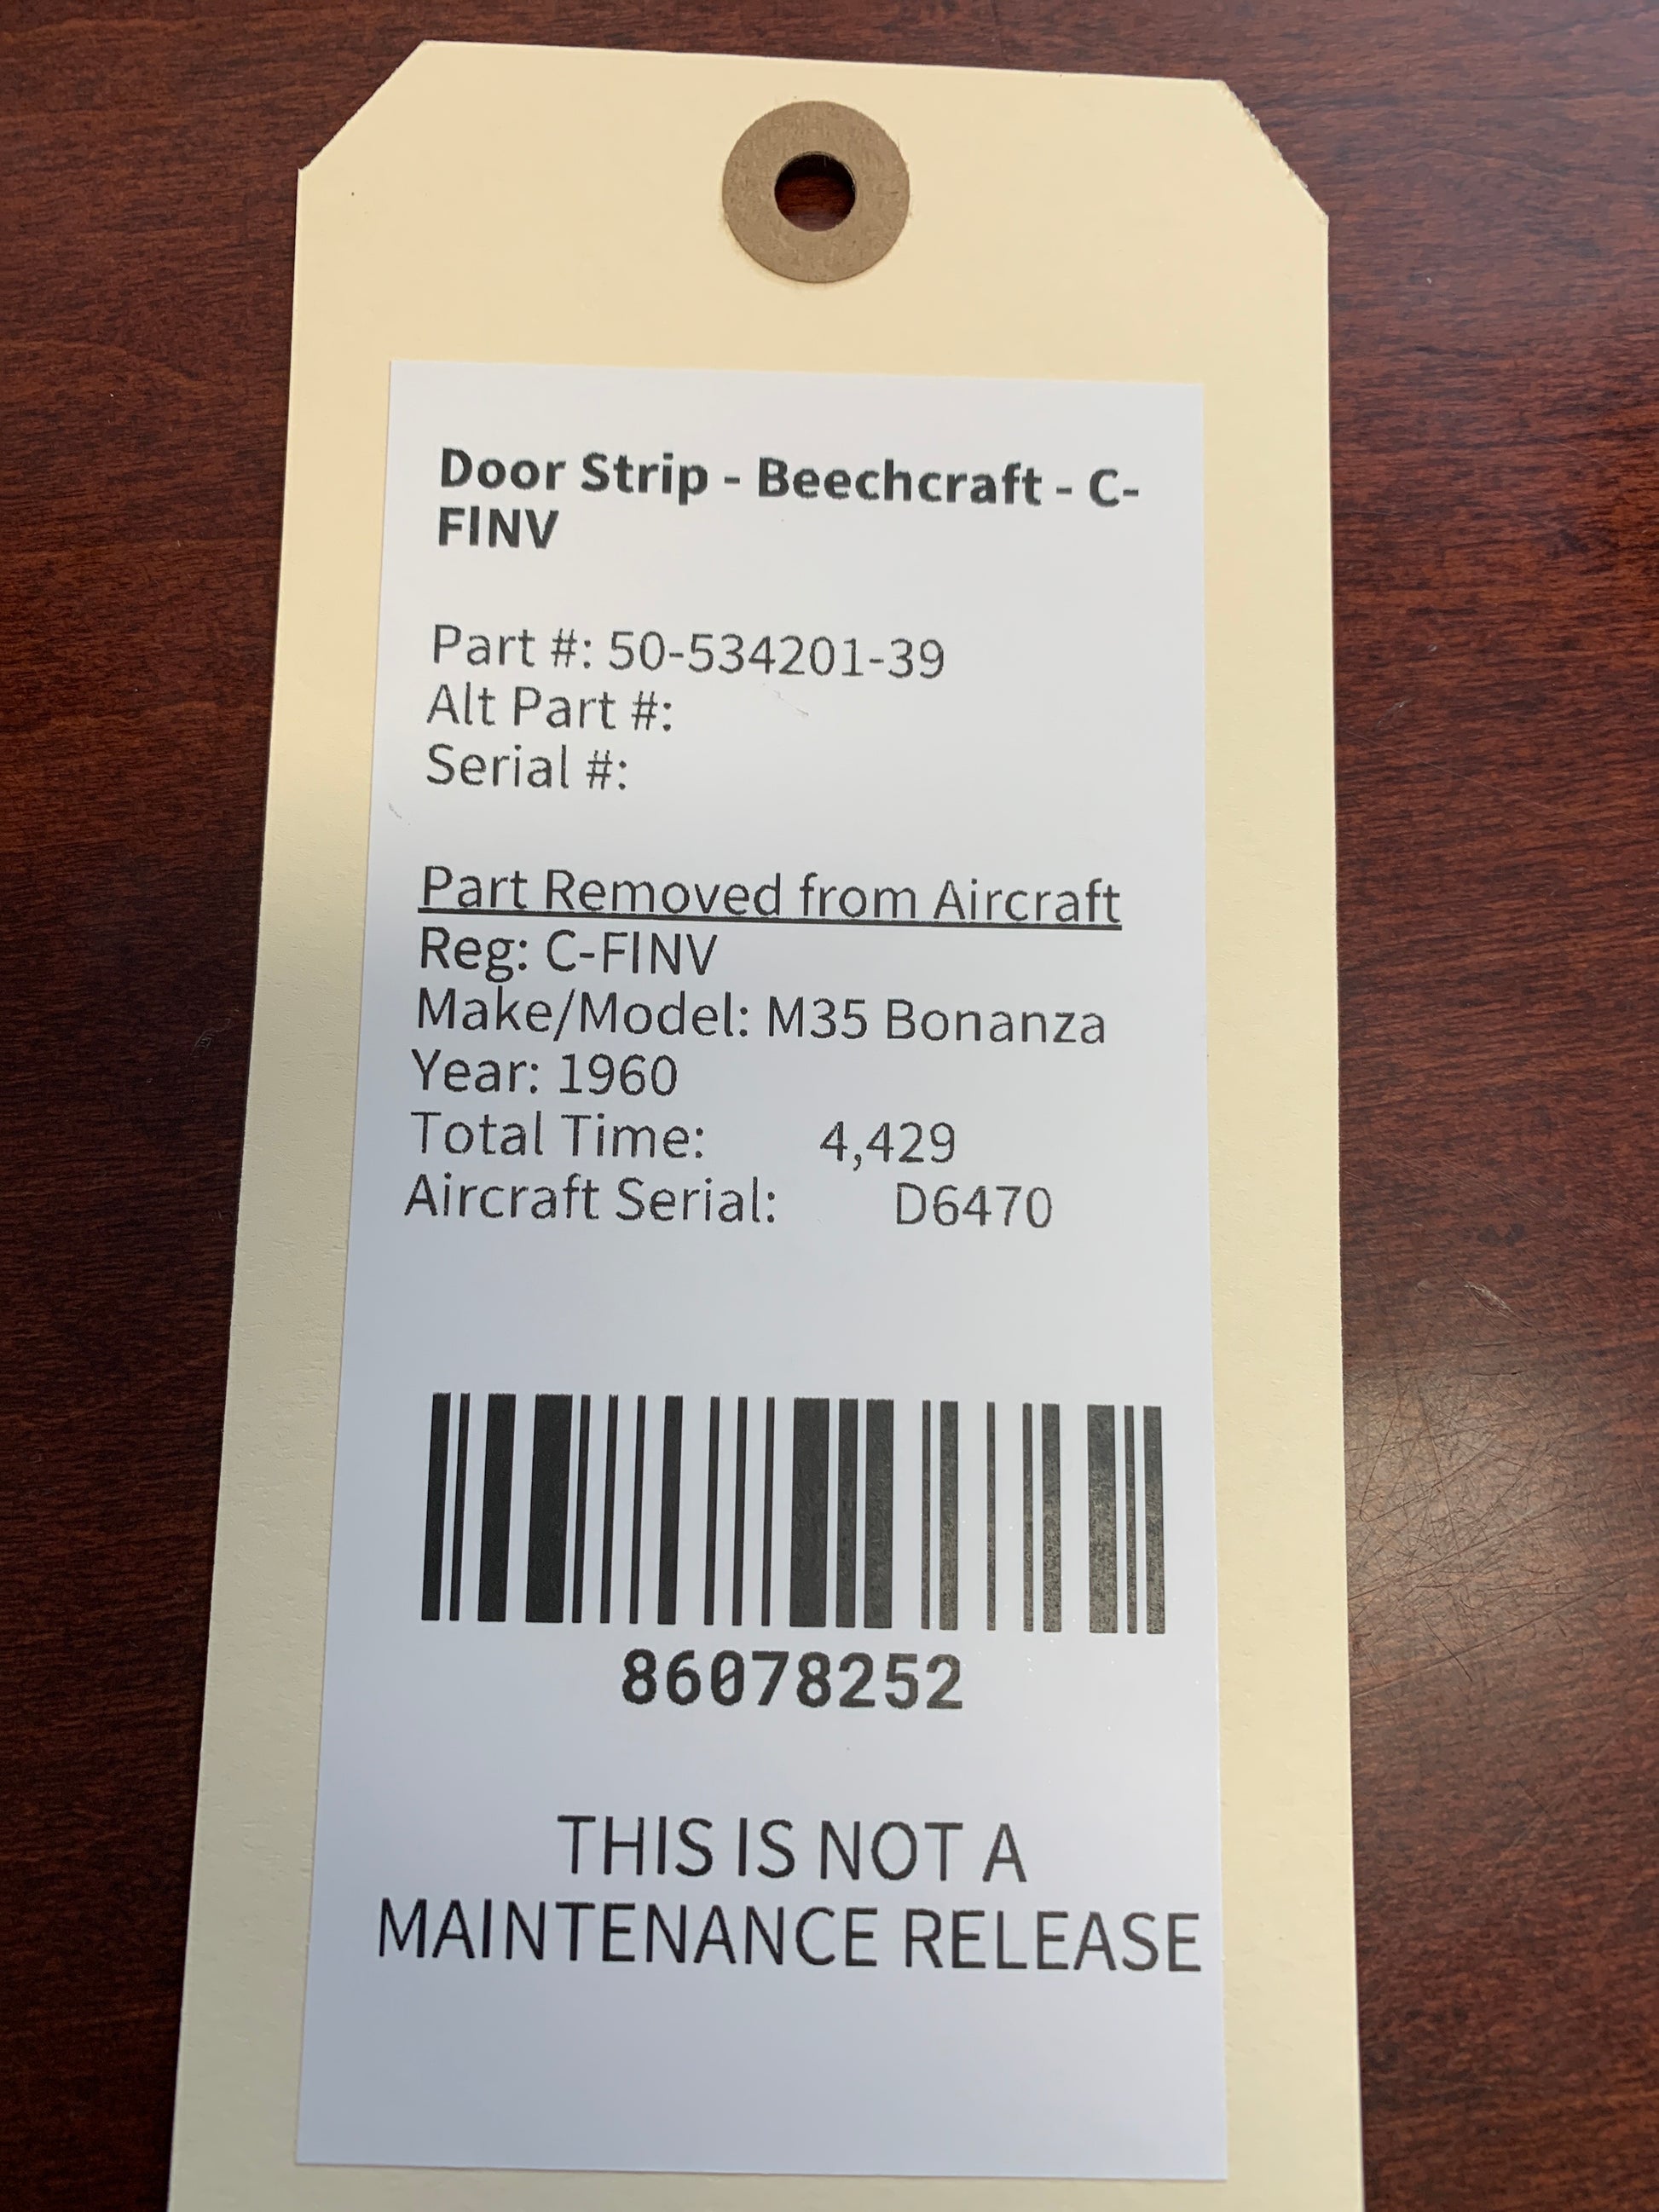 Door Strip - Beechcraft - C-
FINV
Part #: 50-534201-39
Alt Part #:
Serial #:
Part Removed from Aircraft
Reg: C-FINV
Make/Model: M35 Bonanza
Year: 1960
Total Time: 4,429
Aircraft Serial: D6470
86078252
THIS IS NOT A
MAINTENANCE RELEASE